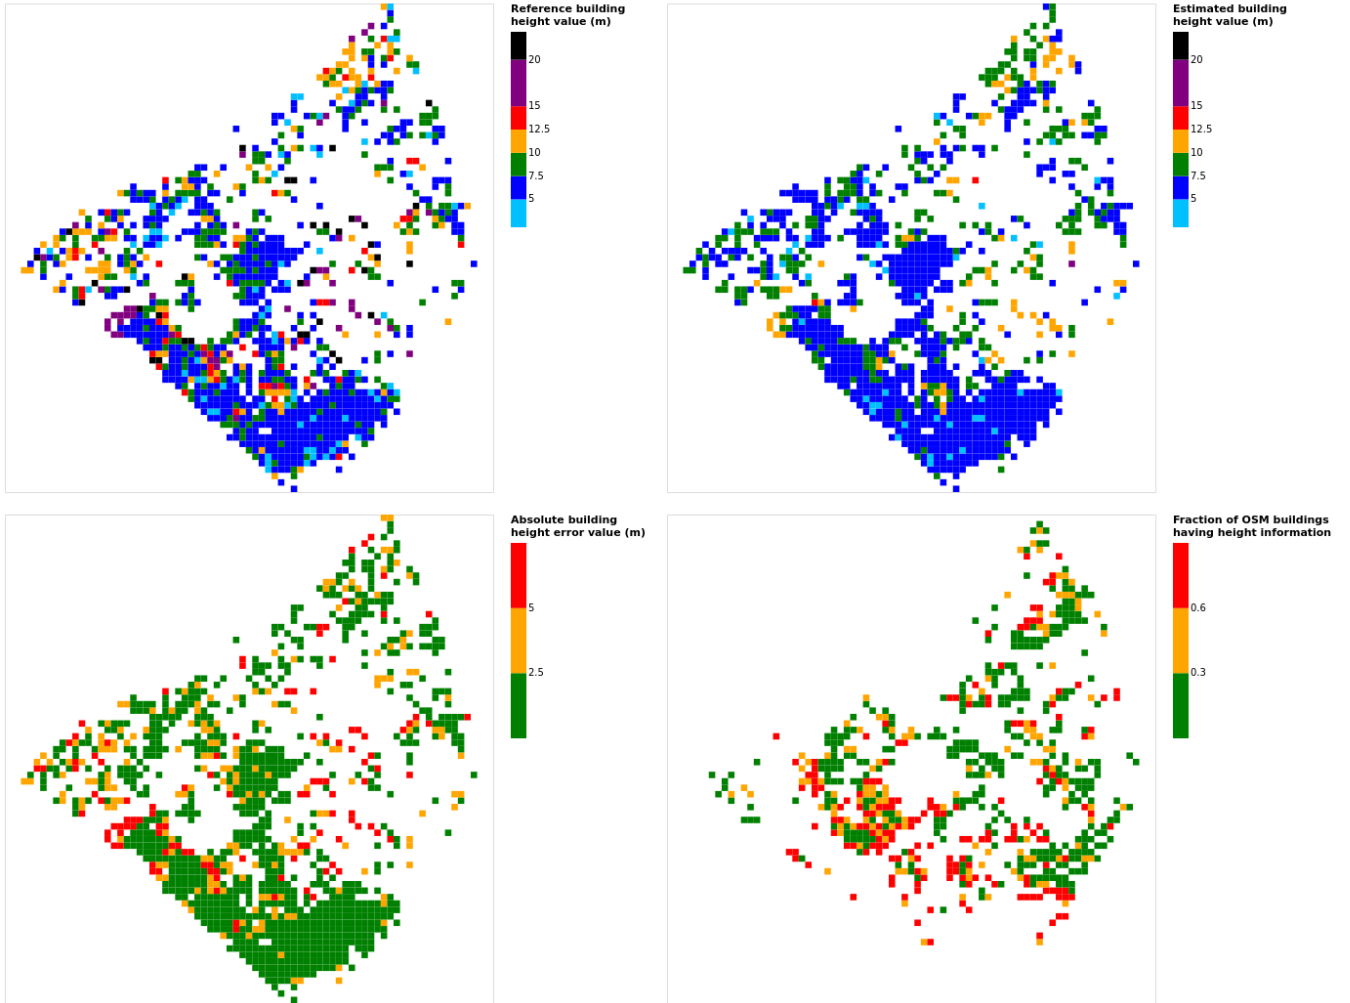 Reference building
height value (m)
20
15
12.5
10
7.5
5
Estimated building
height value (m)
20
15
12.5
10
7.5
5
Absolute building
height error value (m)
5
2.5
Fraction of OSM buildings
having height information
0.6
0.3